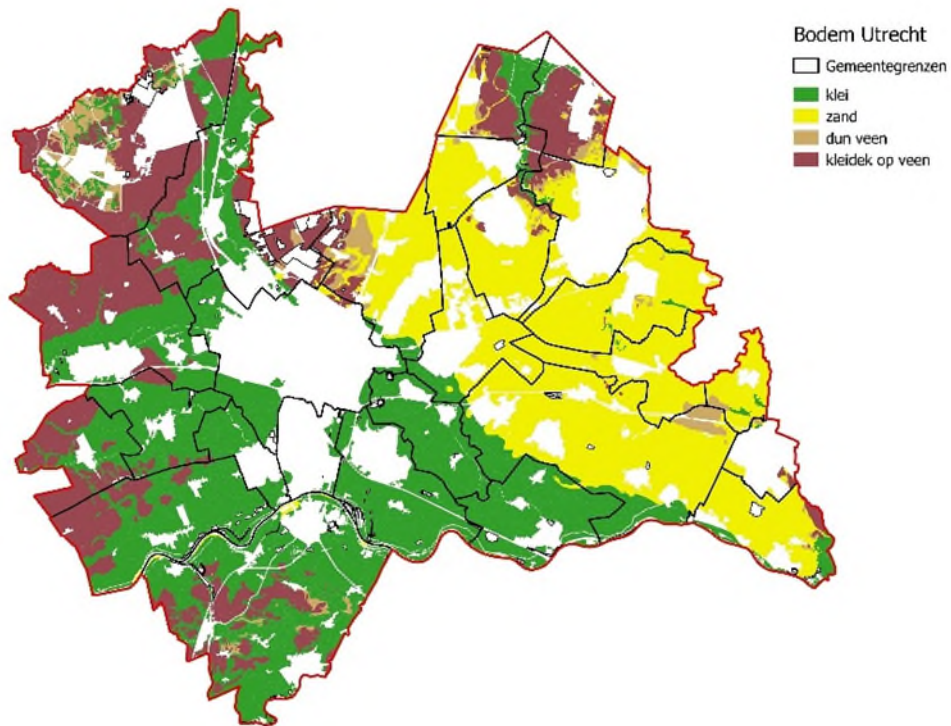 Bodem Utrecht
Gemeentegrenzen
klei
zand
dun veen
kleidek op veen